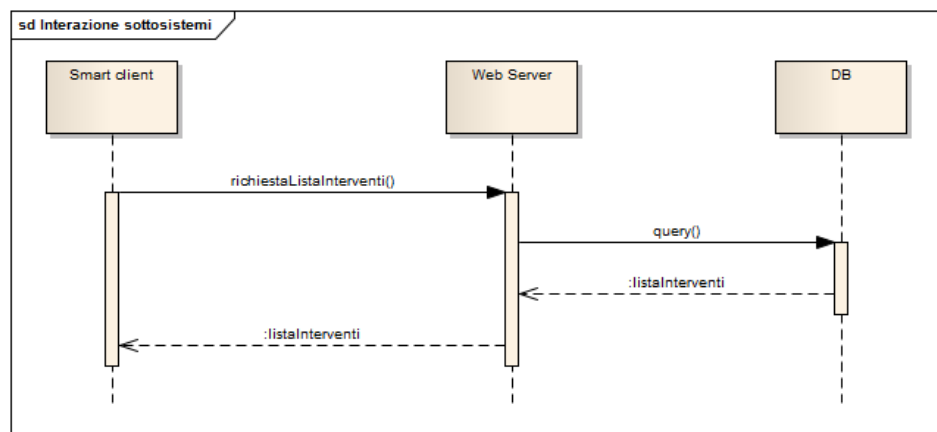 sd Interazione sottosistemi
Smart client
Web Server
DB
richiestaListaInterventi()
query()
:listaInterventi
:listaInterventi